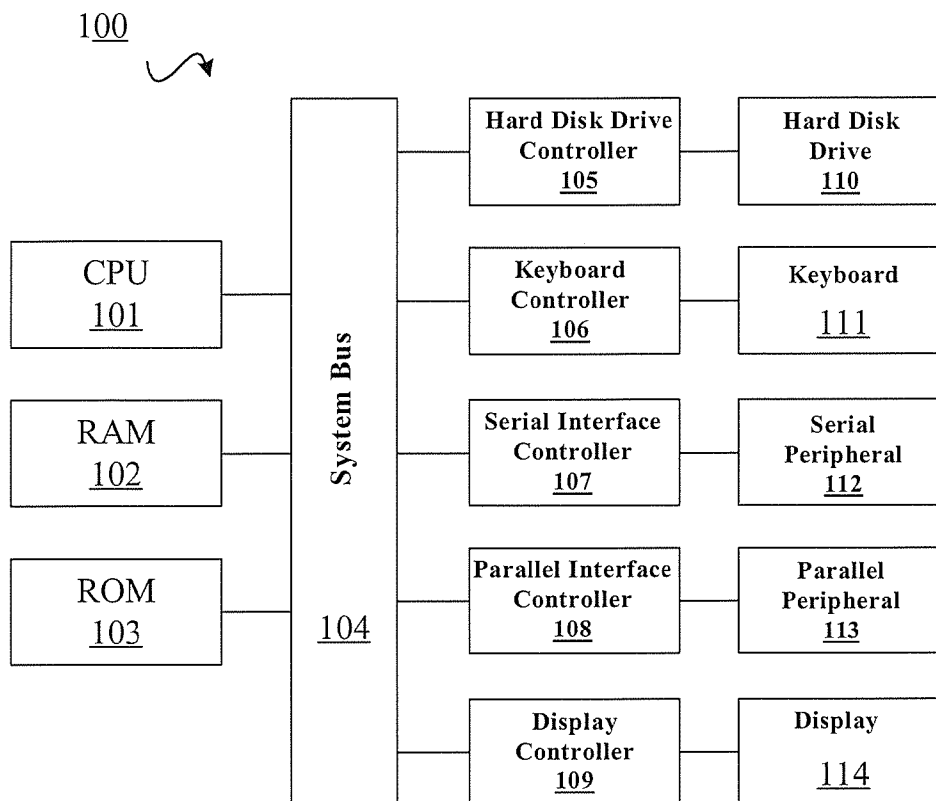 100
CPU
101
RAM
102
ROM
103
System Bus
104
Hard Disk Drive
Controller
105
Hard Disk
Drive
110
Keyboard
Controller
106
Keyboard
111
Serial Interface
Controller
107
Serial
Peripheral
112
Parallel Interface
Controller
108
Parallel
Peripheral
113
Display
Controller
109
Display
114